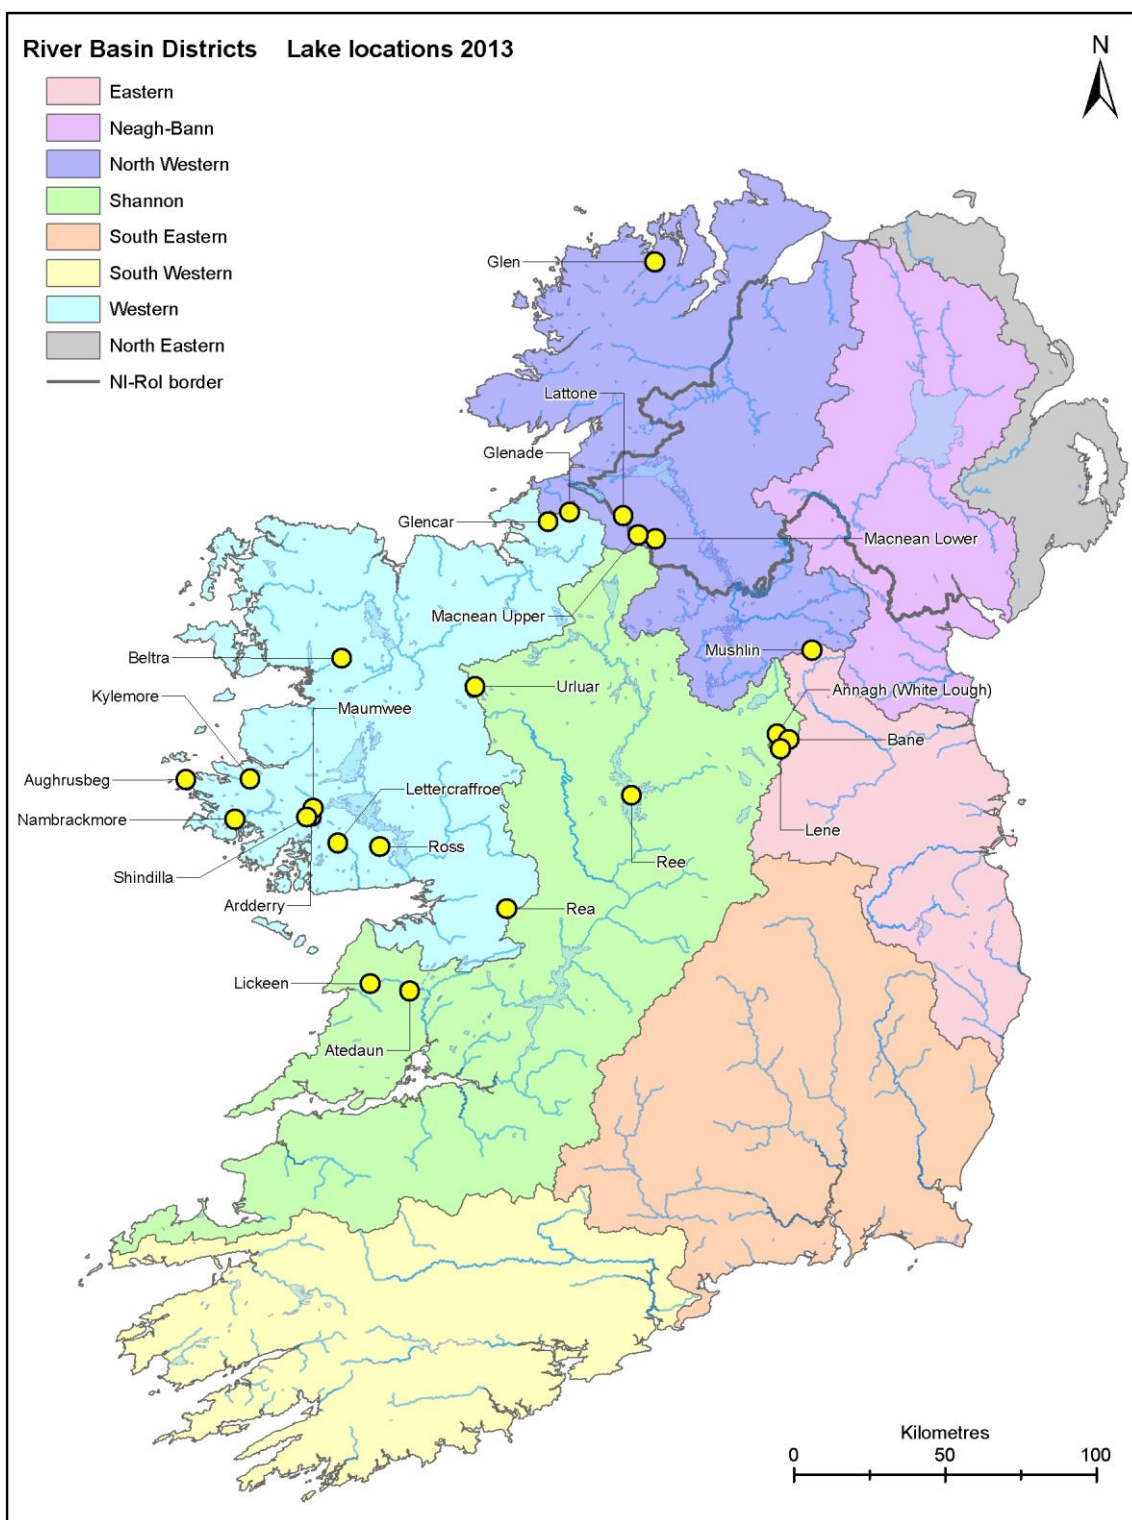 River Basin Districts Lake locations 2013
N
Eastern
Neagh-Bann
North Western
Shannon
South Eastern
South Western
Western
North Eastern
NI-RoI border
Glen
Lattone
Glenade
Glencar
Macnean Lower
Macnean Upper
Mushlin
Beltra
Urluar
Annagh (White Lough)
Kylemore
Maumwee
Bane
Aughrusbeg
Lettercraffroe
Nambrackmore
Lene
Ross
Ree
Shindilla
Ardderry
Rea
Lickeen
Atedaun
Kilometres
0 50 100